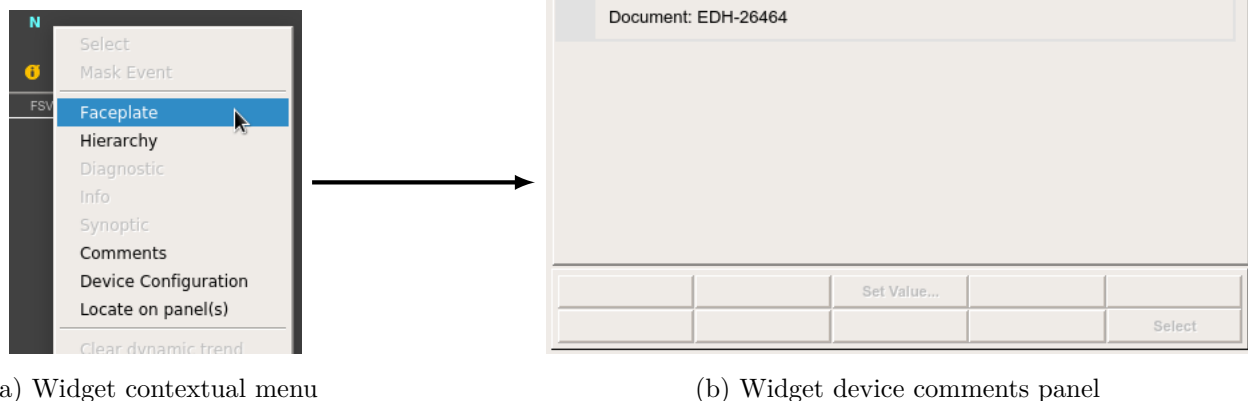 N
Select
Mask Event
FSV
Faceplate
Hierarchy
Diagnostic
Info
Synoptic
Comments
Device Configuration
Locate on panel(s)
Clear dynamic trend
Document: EDH-26464
Set Value...
Select
a) Widget contextual menu
(b) Widget device comments panel